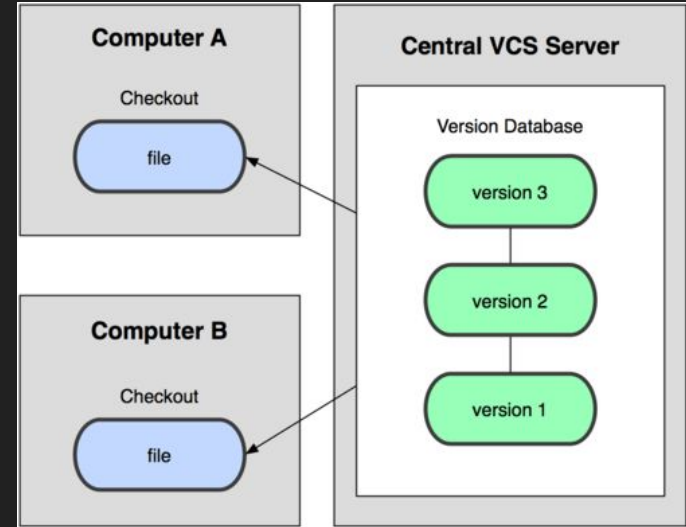 Computer A
Checkout
file
Computer B
Checkout
file
Central VCS Server
Version Database
version 3
version 2
version 1